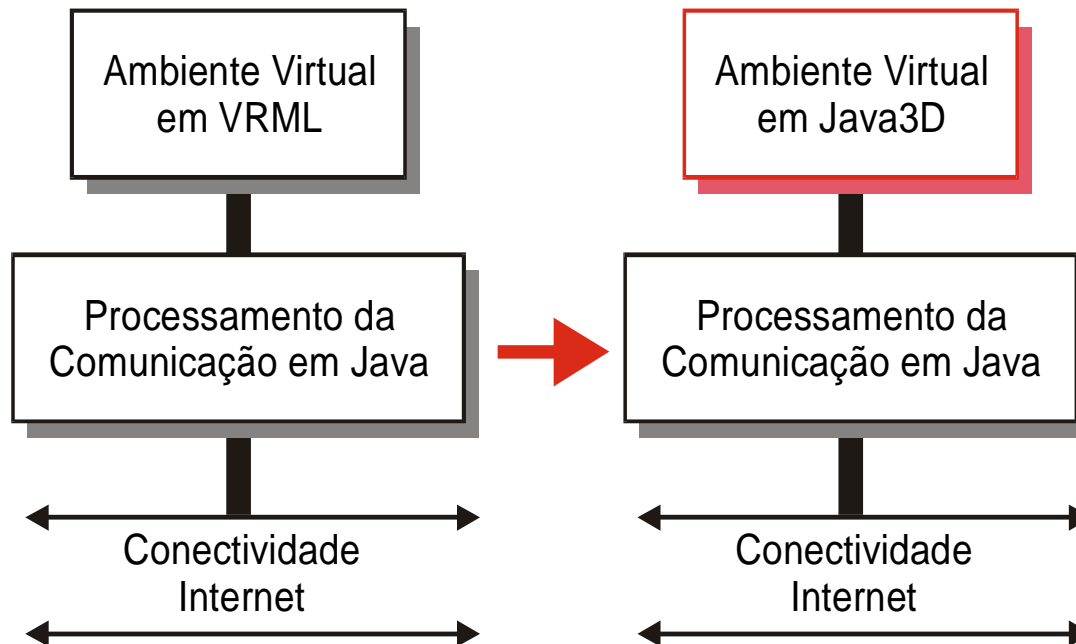 Ambiente Virtual
em VRML
Processamento da
Comunicação em Java
Conectividade
Internet
Ambiente Virtual
em Java3D
Processamento da
Comunicação em Java
Conectividade
Internet